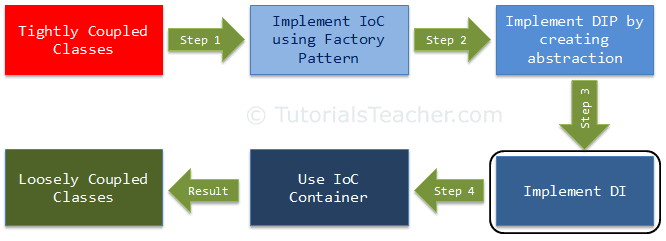 Tightly Coupled
Classes
Step 1
Implement IoC
using Factory
Pattern
Step 2
Implement DIP by
creating
abstraction
Step 3
© TutorialsTeacher.com
Implement DI
Step 4
Use IoC
Container
Result
Loosely Coupled
Classes